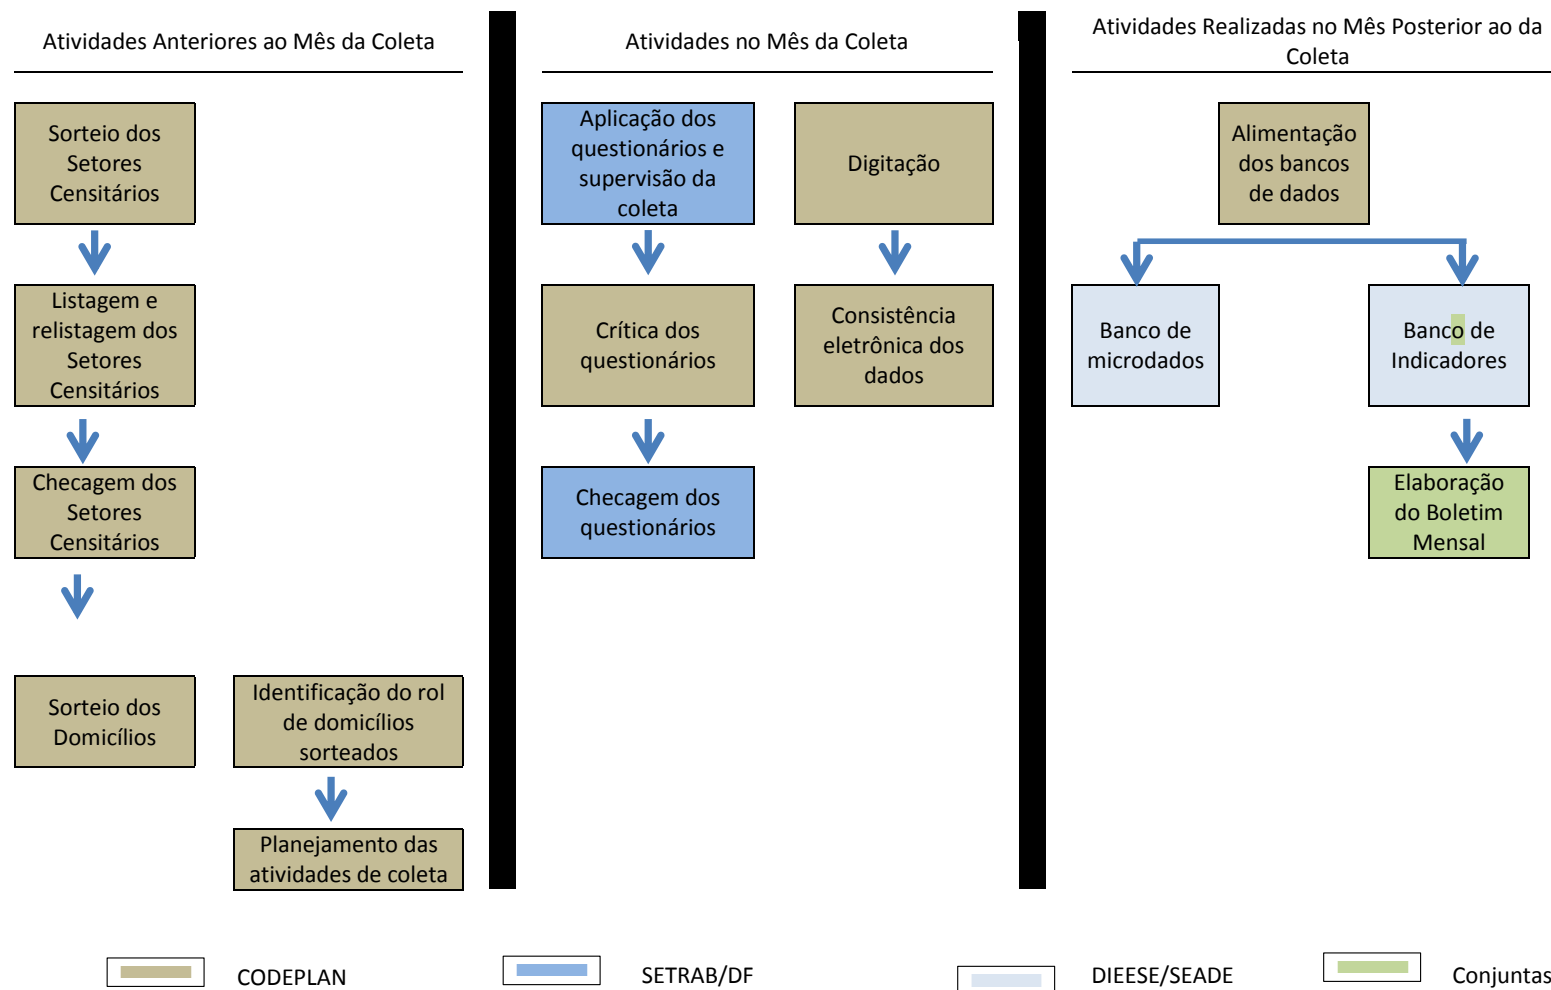 Atividades Anteriores ao Mês da Coleta
Sorteio dos
Setores
Censitários
Listagem e
relistagem dos
Setores
Censitários
Checagem dos
Setores
Censitários
Sorteio dos
Domicílios
Identificação do rol
de domicílios
sorteados
Planejamento das
atividades de coleta
Atividades no Mês da Coleta
Aplicação dos
questionários e
supervisão da
coleta
Crítica dos
questionários
Checagem dos
questionários
Digitação
Consistência
eletrônica dos
dados
Atividades Realizadas no Mês Posterior ao da
Coleta
Alimentação
dos bancos
de dados
Banco de
microdados
Banco de
Indicadores
Elaboração
do Boletim
Mensal
CODEPLAN
SETRAB/DF
DIEESE/SEADE
Conjuntas